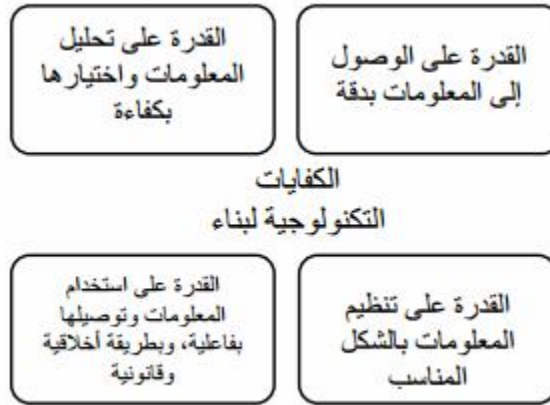 القدرة على الوصول
إلى المعلومات بدقة
القدرة على تحليل
المعلومات واختيارها
بكفاءة
الكفايات
التكنولوجية لبناء
القدرة على تنظيم
المعلومات بالشكل
المناسب
القدرة على استخدام
المعلومات وتوصيلها
بفاعلية، وبطريقة أخلاقية
وقانونية